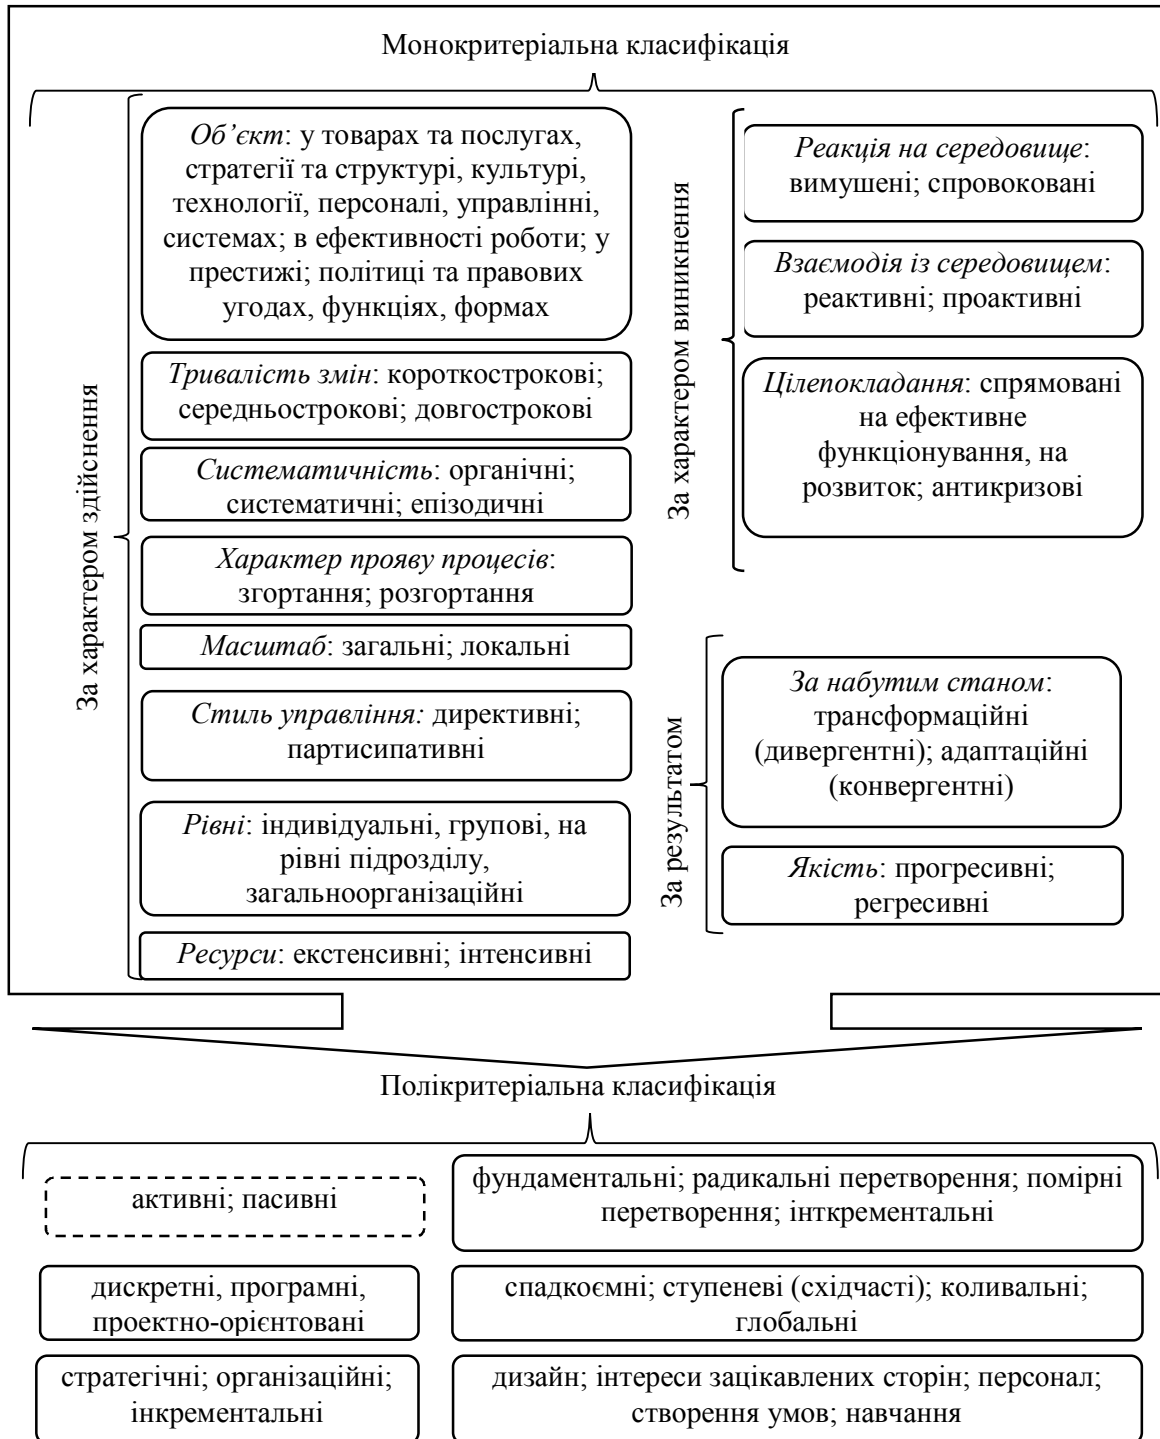 Монокритеріальна класифікація
За характером здійснення
Об’єкт: у товарах та послугах,
стратегії та структурі, культурі,
технології, персоналі, управлінні,
системах; в ефективності роботи; у
престижі; політиці та правових
угодах, функціях, формах
Тривалість змін: короткострокові;
середньострокові; довгострокові
Систематичність: органічні;
систематичні; епізодичні
Характер прояву процесів:
згортання; розгортання
Масштаб: загальні; локальні
Стиль управління: директивні;
партисипативні
Рівні: індивідуальні, групові, на
рівні підрозділу,
загальноорганізаційні
Ресурси: екстенсивні; інтенсивні
За характером виникнення
Реакція на середовище:
вимушені; спровоковані
Взаємодія із середовищем:
реактивні; проактивні
Цілепокладання: спрямовані
на ефективне
функціонування, на
розвиток; антикризові
За результатом
За набутим станом:
трансформаційні
(дивергентні); адаптаційні
(конвергентні)
Якість: прогресивні;
регресивні
Полікритеріальна класифікація
активні; пасивні
фундаментальні; радикальні перетворення; помірні
перетворення; інткрементальні
дискретні, програмні,
проектно-орієнтовані
спадкоємні; ступеневі (східчасті); коливальні;
глобальні
стратегічні; організаційні;
інкрементальні
дизайн; інтереси зацікавлених сторін; персонал;
створення умов; навчання